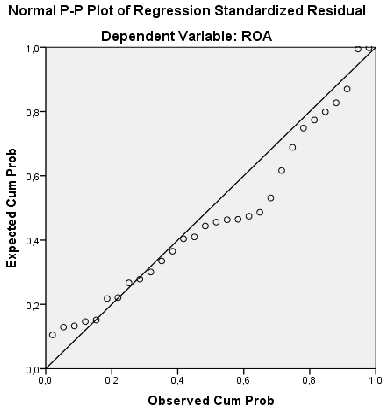 Normal P-P Plot of Regression Standardized Residual
Dependent Variable: ROA
1,0
0,8
0,6
0,4
0,2
0,0
Expected Cum Prob
0,0 0,2 0,4 0,6 0,8 1,0
Observed Cum Prob